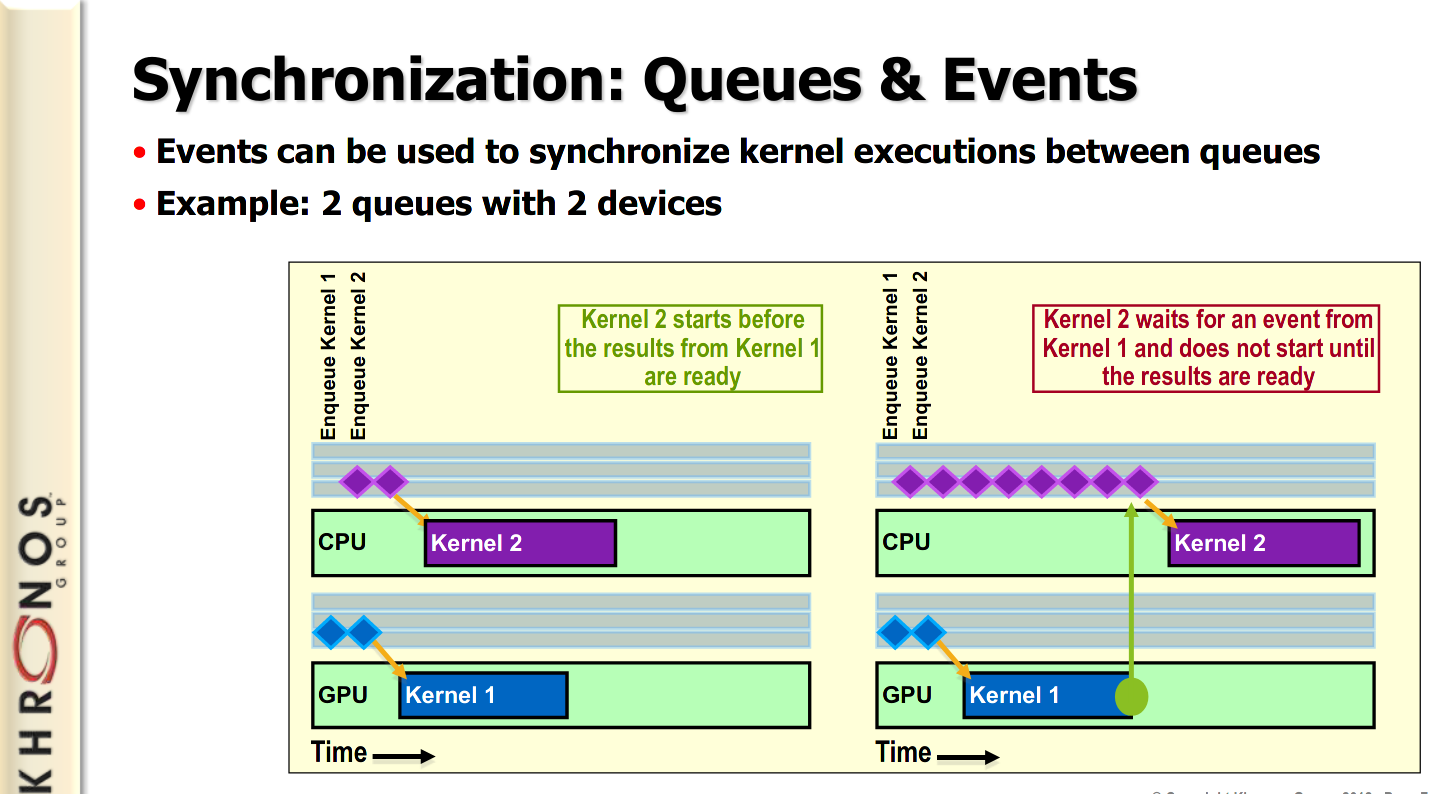 Synchronization: Queues & Events
• Events can be used to synchronize kernel executions between queues
• Example: 2 queues with 2 devices
Enqueue Kernel 1
Enqueue Kernel 2
Kernel 2 starts before
the results from Kernel 1
are ready
CPU
Kernel 2
GPU
Kernel 1
Time
Enqueue Kernel 1
Enqueue Kernel 2
Kernel 2 waits for an event from
Kernel 1 and does not start until
the results are ready
CPU
Kernel 2
GPU
Kernel 1
Time
KHRONOS
GROUP